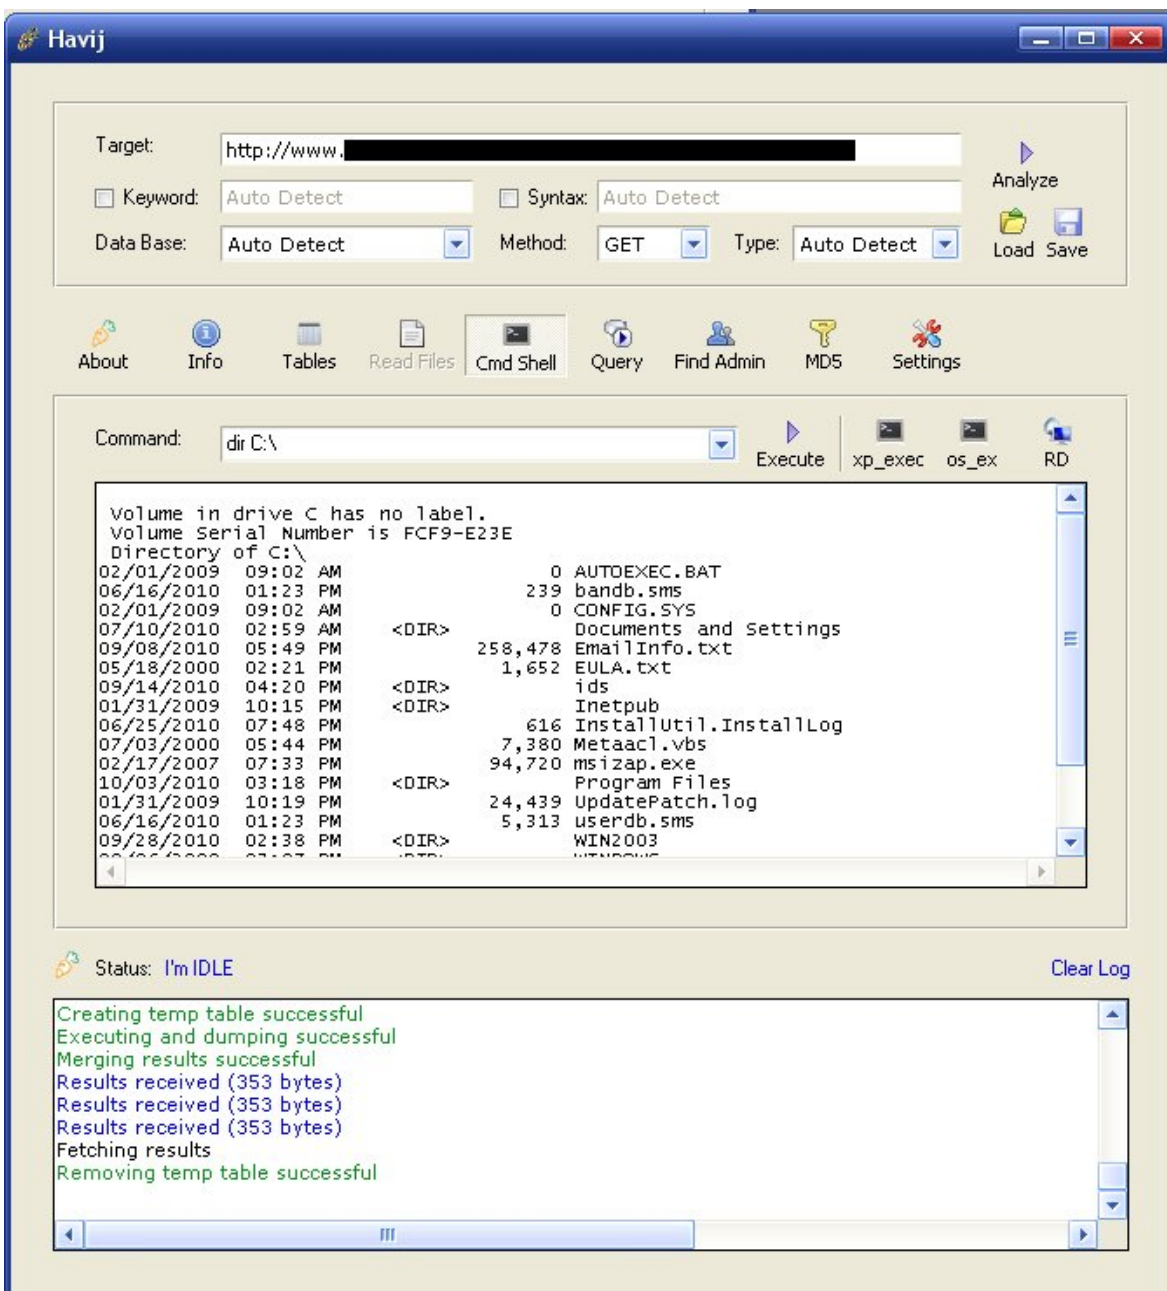 Havij
Target: http://www.
Analyze
Keyword: Auto Detect Syntax: Auto Detect
Data Base: Auto Detect Method: GET Type: Auto Detect
Load Save
About Info Tables Read Files Cmd Shell Query Find Admin MD5 Settings
Command: dir C:\ Execute xp_exec os_ex RD
Volume in drive C has no label.
Volume Serial Number is FCF9-E23E
Directory of C:\
02/01/2009 09:02 AM 0 AUTOEXEC.BAT
06/16/2010 01:23 PM 239 bandb.sms
02/01/2009 09:02 AM 0 CONFIG.SYS
07/10/2010 02:59 AM <DIR> Documents and Settings
09/08/2010 05:49 PM 258,478 EmailInfo.txt
05/18/2000 02:21 PM 1,652 EULA.txt
09/14/2010 04:20 PM <DIR> ids
01/31/2009 10:15 PM <DIR> Inetpub
06/25/2010 07:48 PM 616 InstallUtil.InstallLog
07/03/2000 05:44 PM 7,380 Metaacl.vbs
02/17/2007 07:33 PM 94,720 msizap.exe
10/03/2010 03:18 PM <DIR> Program Files
01/31/2009 10:19 PM 24,439 UpdatePatch.log
06/16/2010 01:23 PM 5,313 userdb.sms
09/28/2010 02:38 PM <DIR> WIN2003
Status: I'm IDLE Clear Log
Creating temp table successful
Executing and dumping successful
Merging results successful
Results received (353 bytes)
Results received (353 bytes)
Results received (353 bytes)
Fetching results
Removing temp table successful